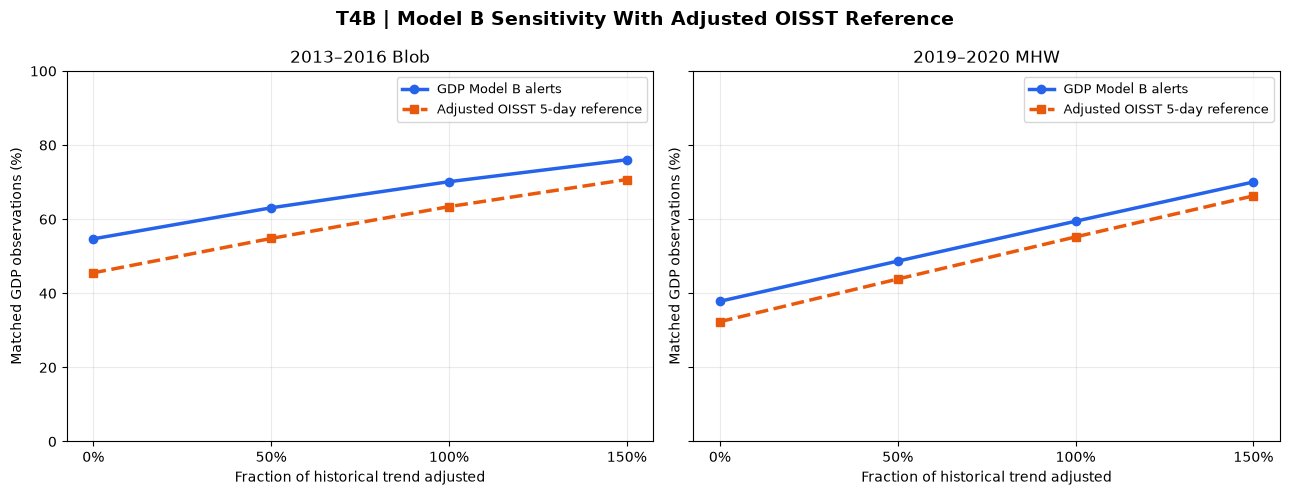 T4B | Model B Sensitivity With Adjusted OISST Reference
2013–2016 Blob
GDP Model B alerts
Adjusted OISST 5-day reference
Matched GDP observations (%)
100
80
60
40
20
0
0%
50%
100%
150%
Fraction of historical trend adjusted
2019–2020 MHW
GDP Model B alerts
Adjusted OISST 5-day reference
Matched GDP observations (%)
0%
50%
100%
150%
Fraction of historical trend adjusted